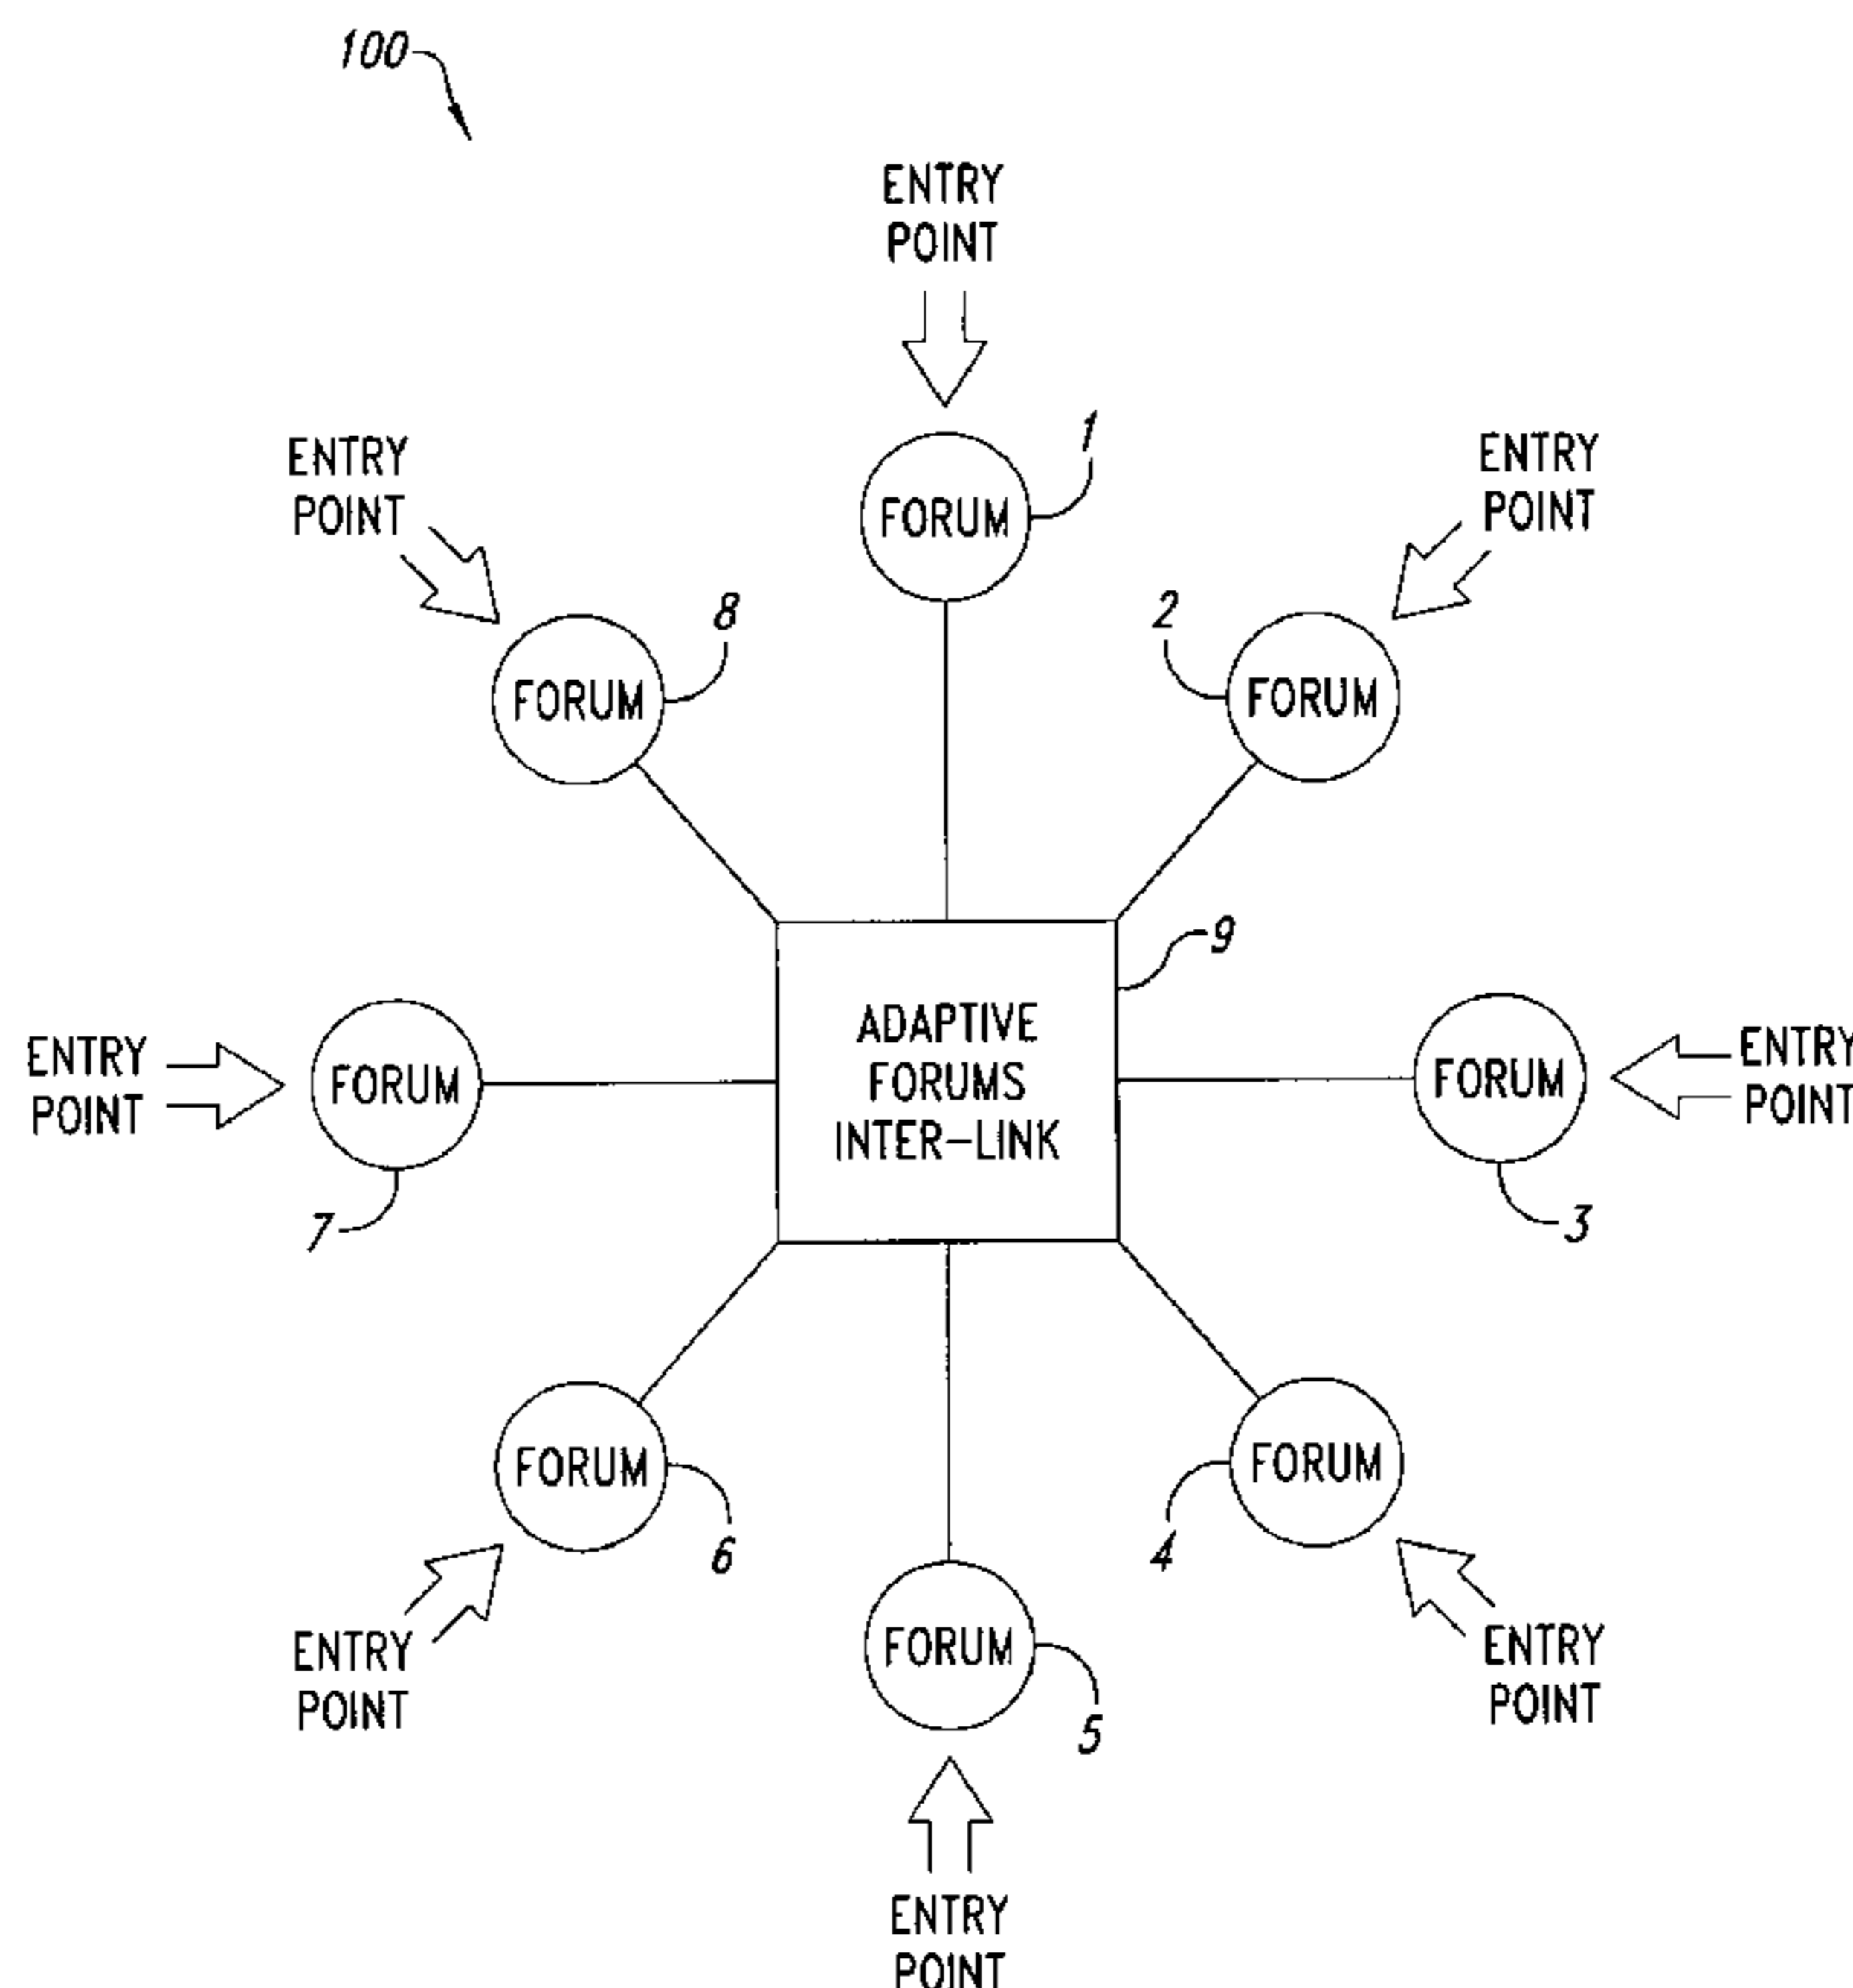 100
ENTRY
POINT
1
FORUM
ENTRY
POINT
ENTRY
POINT
8
FORUM
2
FORUM
9
ADAPTIVE
FORUMS
INTER-LINK
ENTRY
POINT
FORUM
7
FORUM
3
ENTRY
POINT
FORUM
6
FORUM
4
ENTRY
POINT
FORUM
5
ENTRY
POINT
ENTRY
POINT